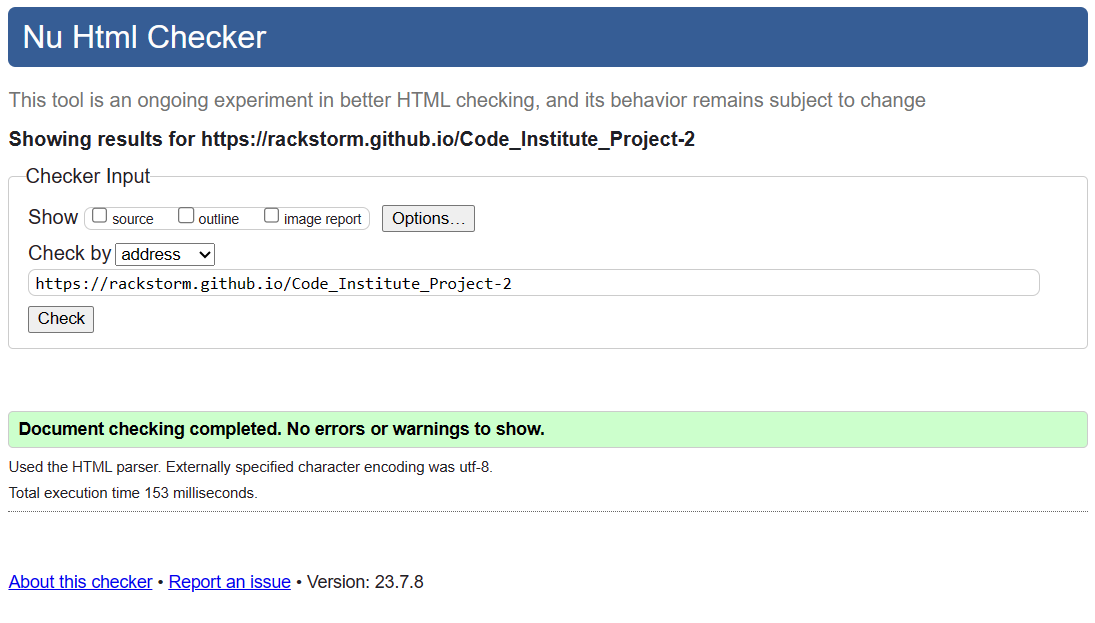 Nu Html Checker
This tool is an ongoing experiment in better HTML checking, and its behavior remains subject to change
Showing results for https://rackstorm.github.io/Code_Institute_Project-2
Checker Input
Show source outline image report Options…
Check by address
https://rackstorm.github.io/Code_Institute_Project-2
Check
Document checking completed. No errors or warnings to show.
Used the HTML parser. Externally specified character encoding was utf-8.
Total execution time 153 milliseconds.
About this checker • Report an issue • Version: 23.7.8